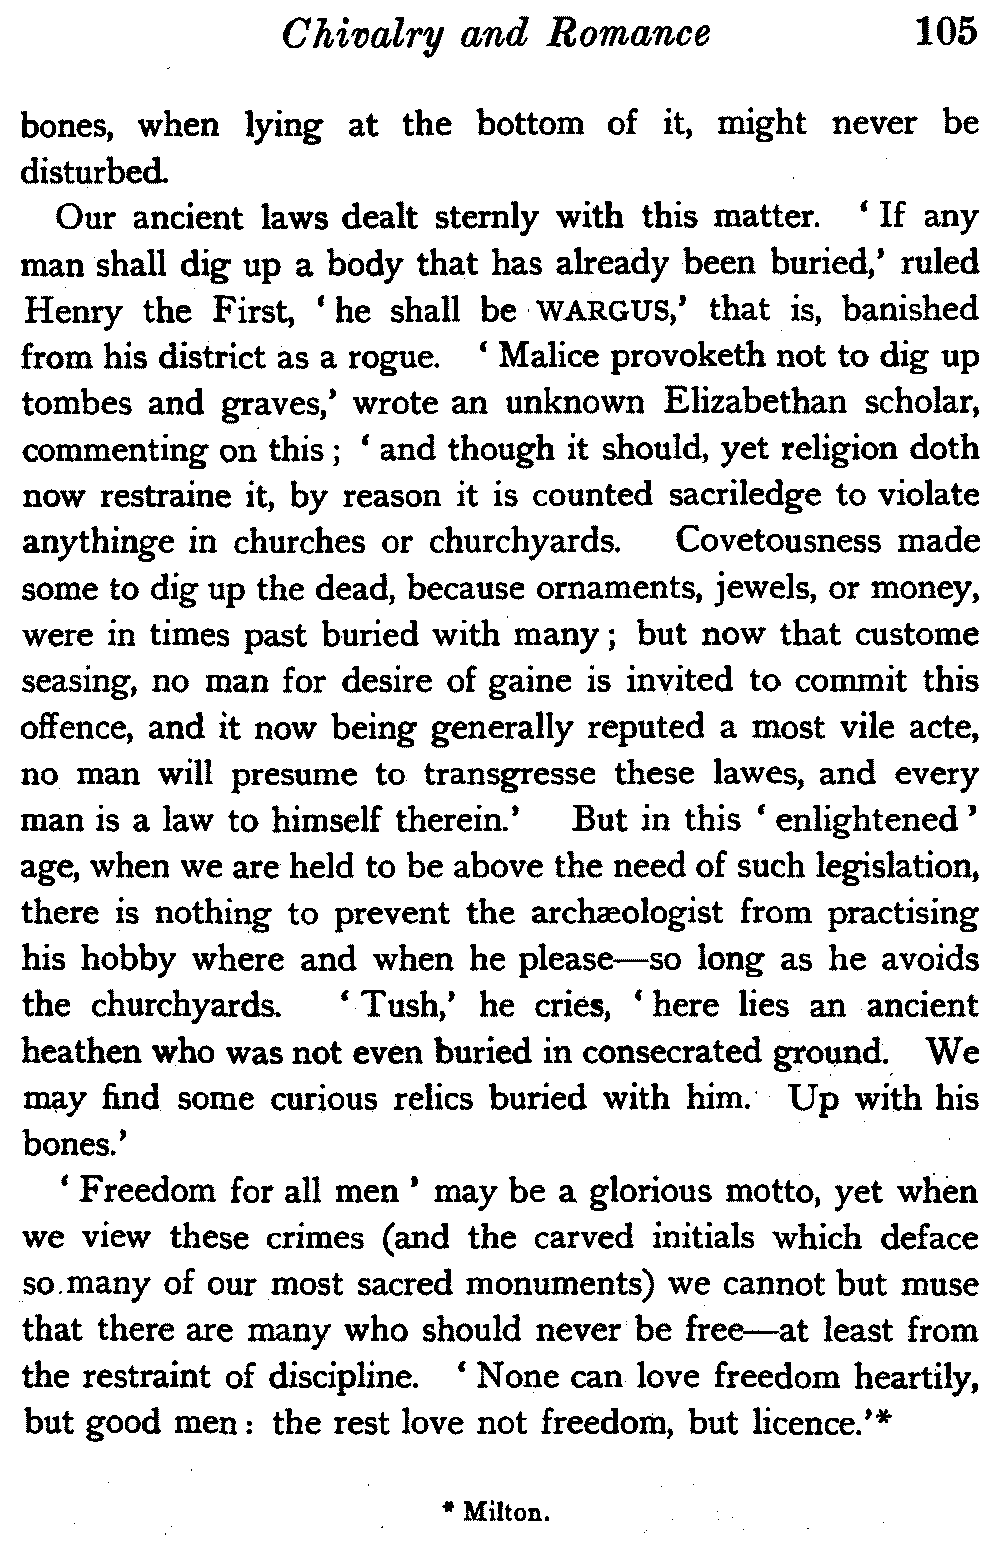 Chivalry and Romance 105
bones, when lying at the bottom of it, might never be
disturbed.
Our ancient laws dealt sternly with this matter. ‘If any
man shall dig up a body that has already been buried,’ ruled
Henry the First, ‘he shall be WARGUS,’ that is, banished
from his district as a rogue. ‘Malice provoketh not to dig up
tombes and graves,’ wrote an unknown Elizabethan scholar,
commenting on this; ‘and though it should, yet religion doth
now restraine it, by reason it is counted sacriledge to violate
anythinge in churches or churchyards. Covetousness made
some to dig up the dead, because ornaments, jewels, or money,
were in times past buried with many; but now that custome
seasing, no man for desire of gaine is invited to commit this
offence, and it now being generally reputed a most vile acte,
no man will presume to transgresse these lawes, and every
man is a law to himself therein.’ But in this ‘enlightened’
age, when we are held to be above the need of such legislation,
there is nothing to prevent the archæologist from practising
his hobby where and when he please—so long as he avoids
the churchyards. ‘Tush,’ he cries, ‘here lies an ancient
heathen who was not even buried in consecrated ground. We
may find some curious relics buried with him. Up with his
bones.’
‘Freedom for all men’ may be a glorious motto, yet when
we view these crimes (and the carved initials which deface
so many of our most sacred monuments) we cannot but muse
that there are many who should never be free—at least from
the restraint of discipline. ‘None can love freedom heartily,
but good men: the rest love not freedom, but licence.’*
* Milton.